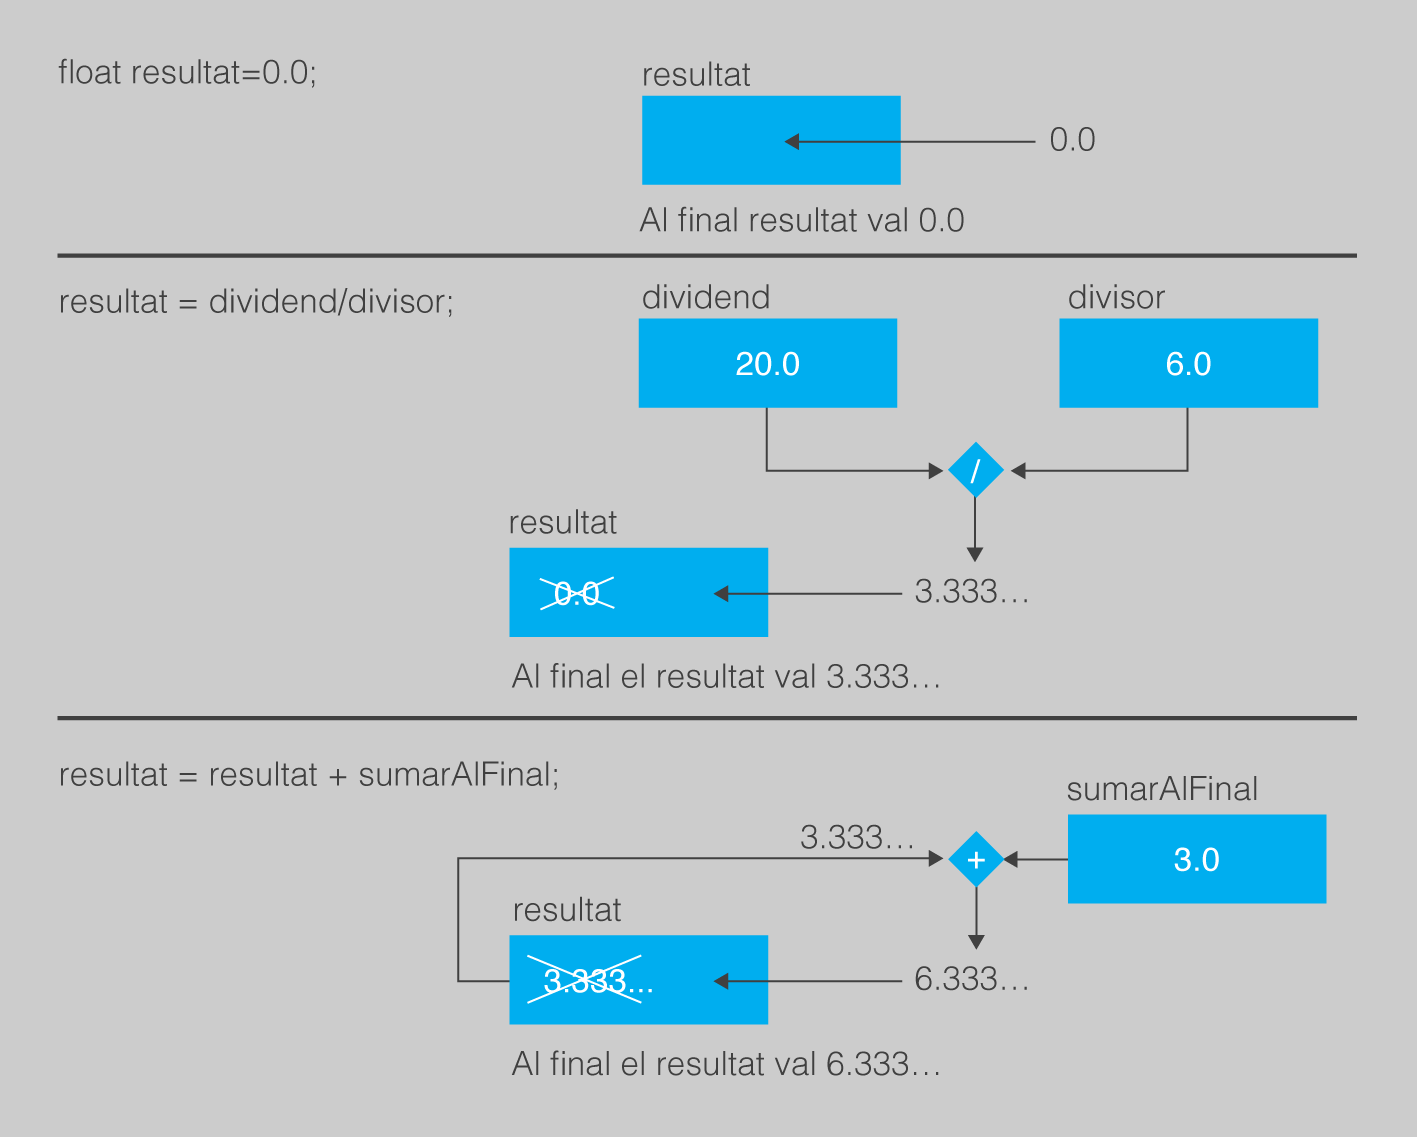 float resultat=0.0;
resultat
0.0
Al final resultat val 0.0
resultat = dividend/divisor;
dividend
divisor
20.0
6.0
/
resultat
0.0
3.333...
Al final el resultat val 3.333...
resultat = resultat + sumarAlFinal;
sumarAlFinal
3.333...
+
3.0
resultat
3.333...
6.333...
Al final el resultat val 6.333...